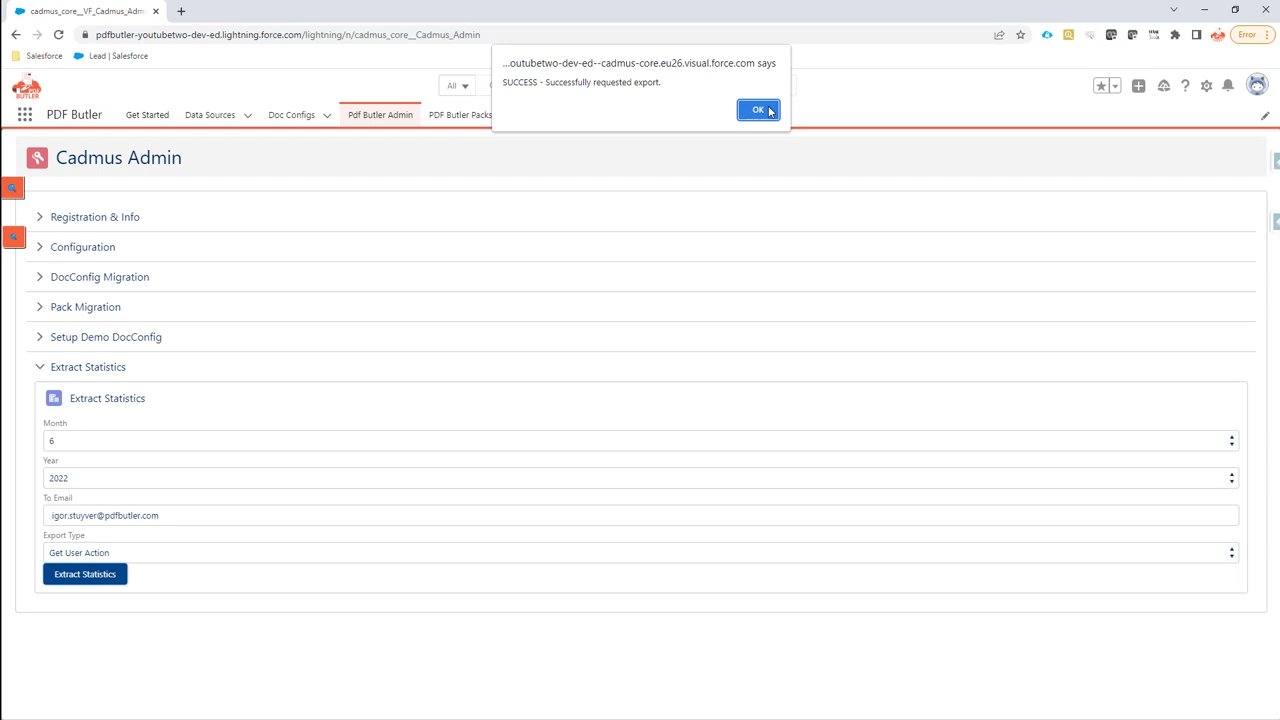 cadmus_core__VF_Cadmus_Adm
pdfbutler-youtubetwo-dev-ed.lightning.force.com/lightning/n/cadmus_core__Cadmus_Admin
Error
Salesforce
Lead | Salesforce
...outubetwo-dev-ed--cadmus-core.eu26.visual.force.com says
SUCCESS - Successfully requested export.
OK
PDF
BUTLER
All
PDF Butler
Get Started
Data Sources
Doc Configs
Pdf Butler Admin
PDF Butler Packs
Cadmus Admin
Registration & Info
Configuration
DocConfig Migration
Pack Migration
Setup Demo DocConfig
Extract Statistics
Extract Statistics
Month
6
Year
2022
To Email
igor.stuyver@pdfbutler.com
Export Type
Get User Action
Extract Statistics